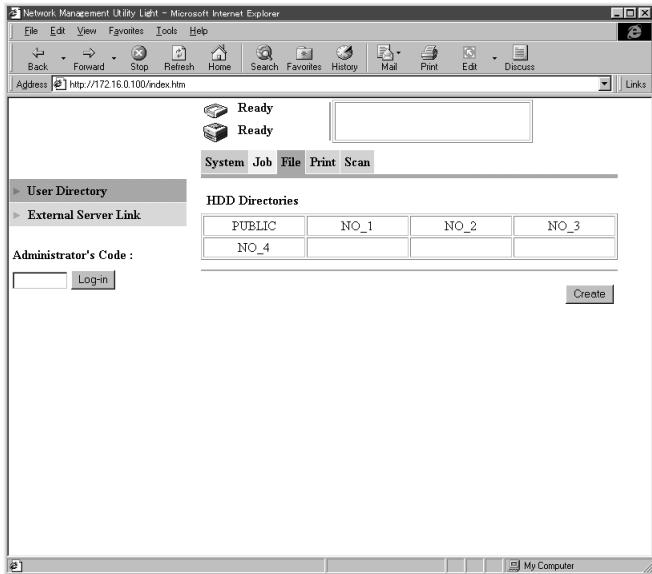 Network Management Utility Light - Microsoft Internet Explorer
File Edit View Favorites Tools Help
Back Forward Stop Refresh Home Search Favorites History Mail Print Edit Discuss
Address http://172.16.0.100/index.htm Links
Ready
Ready
System Job File Print Scan
User Directory
External Server Link
Administrator's Code :
Log-in
HDD Directories
PUBLIC NO_1 NO_2 NO_3
NO_4
Create
My Computer